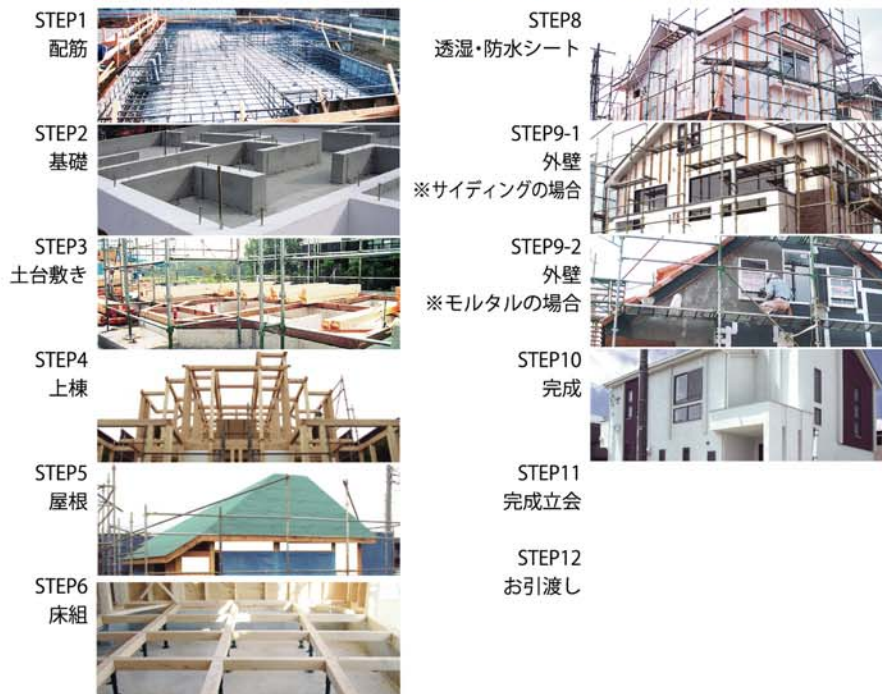 STEP1
配筋
STEP2
基礎
STEP3
土台敷き
STEP4
上棟
STEP5
屋根
STEP6
床組
STEP8
透湿・防水シート
STEP9-1
外壁
※サイディングの場合
STEP9-2
外壁
※モルタルの場合
STEP10
完成
STEP11
完成立会
STEP12
お引渡し